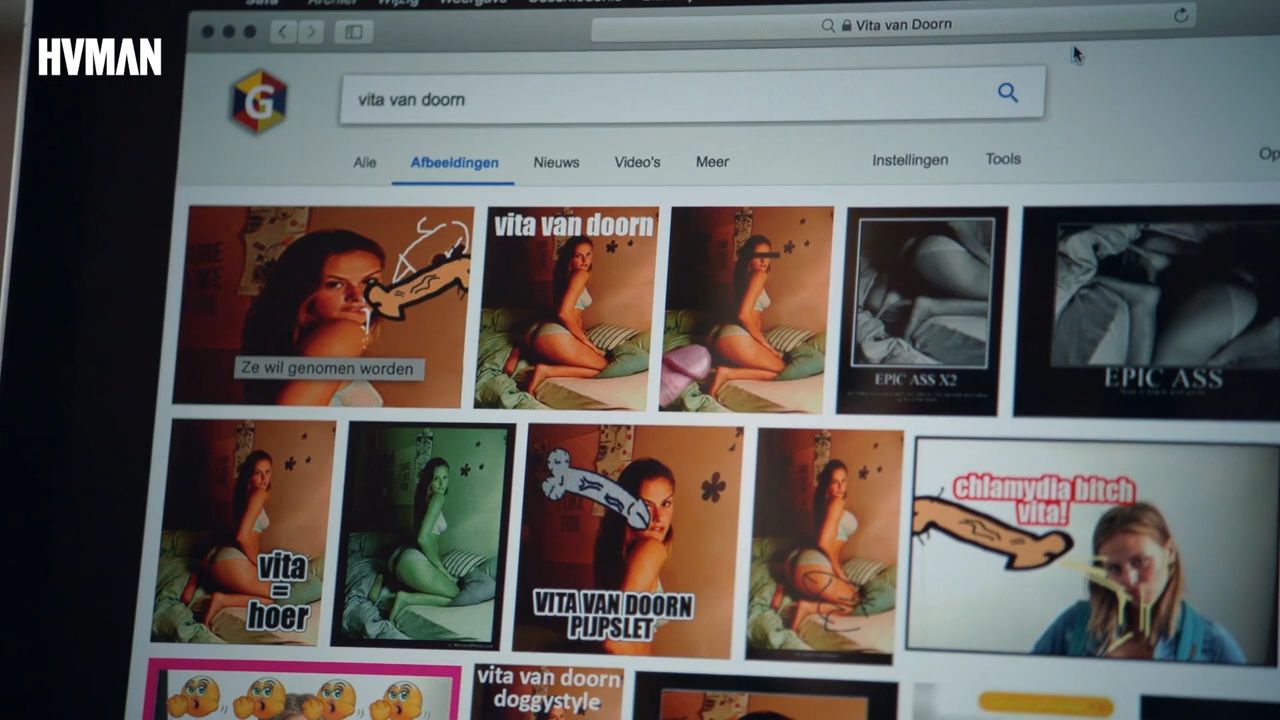 HVMAN
Vita van Doorn
G
vita van doorn
Alle Afbeeldingen Nieuws Video's Meer Instellingen Tools Op
vita van doorn
Ze wil genomen worden
EPIC ASS X2
EPIC ASS
chlamydia bitch
vita!
vita
=
hoer
VITA VAN DOORN
PIJPSLET
vita van doorn
doggystyle